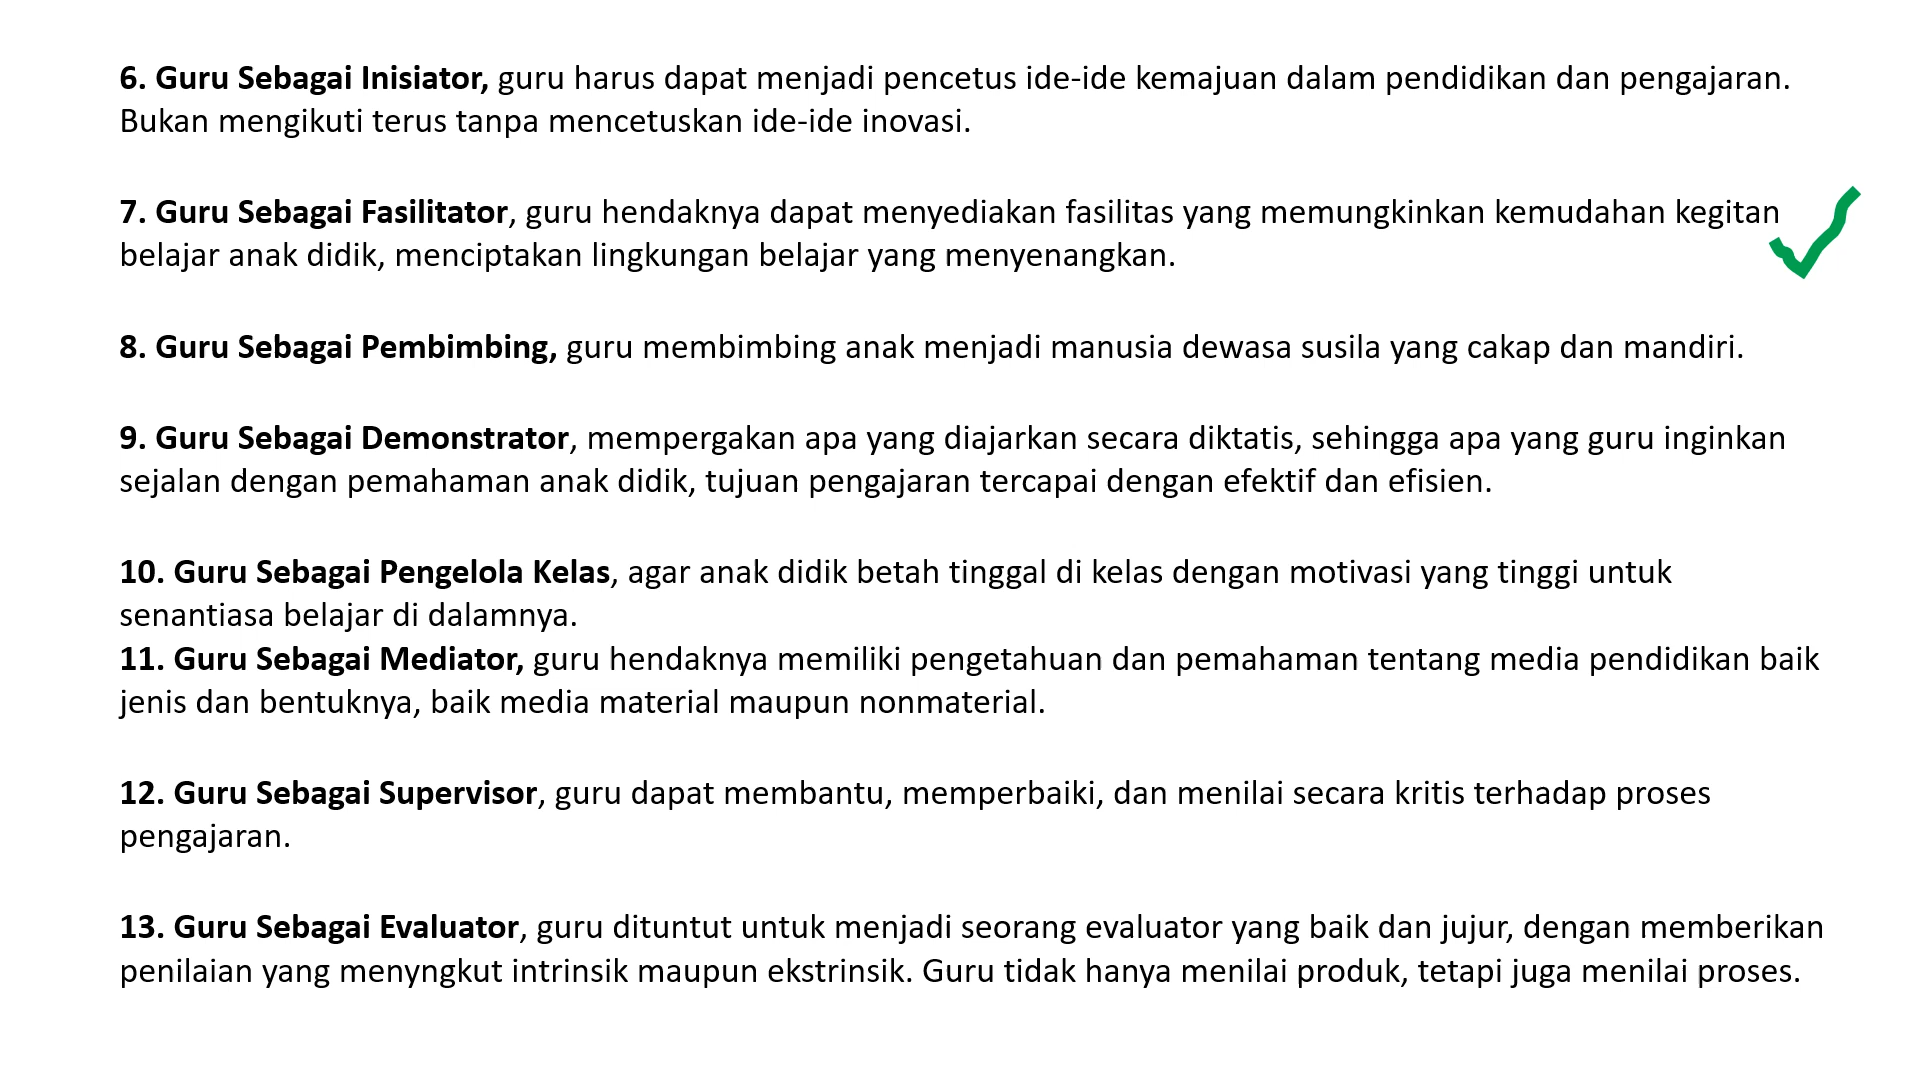 6. Guru Sebagai Inisiator, guru harus dapat menjadi pencetus ide-ide kemajuan dalam pendidikan dan pengajaran.
Bukan mengikuti terus tanpa mencetuskan ide-ide inovasi.
7. Guru Sebagai Fasilitator, guru hendaknya dapat menyediakan fasilitas yang memungkinkan kemudahan kegitan
belajar anak didik, menciptakan lingkungan belajar yang menyenangkan.
8. Guru Sebagai Pembimbing, guru membimbing anak menjadi manusia dewasa susila yang cakap dan mandiri.
9. Guru Sebagai Demonstrator, mempergakan apa yang diajarkan secara diktatis, sehingga apa yang guru inginkan
sejalan dengan pemahaman anak didik, tujuan pengajaran tercapai dengan efektif dan efisien.
10. Guru Sebagai Pengelola Kelas, agar anak didik betah tinggal di kelas dengan motivasi yang tinggi untuk
senantiasa belajar di dalamnya.
11. Guru Sebagai Mediator, guru hendaknya memiliki pengetahuan dan pemahaman tentang media pendidikan baik
jenis dan bentuknya, baik media material maupun nonmaterial.
12. Guru Sebagai Supervisor, guru dapat membantu, memperbaiki, dan menilai secara kritis terhadap proses
pengajaran.
13. Guru Sebagai Evaluator, guru dituntut untuk menjadi seorang evaluator yang baik dan jujur, dengan memberikan
penilaian yang menyngkut intrinsik maupun ekstrinsik. Guru tidak hanya menilai produk, tetapi juga menilai proses.